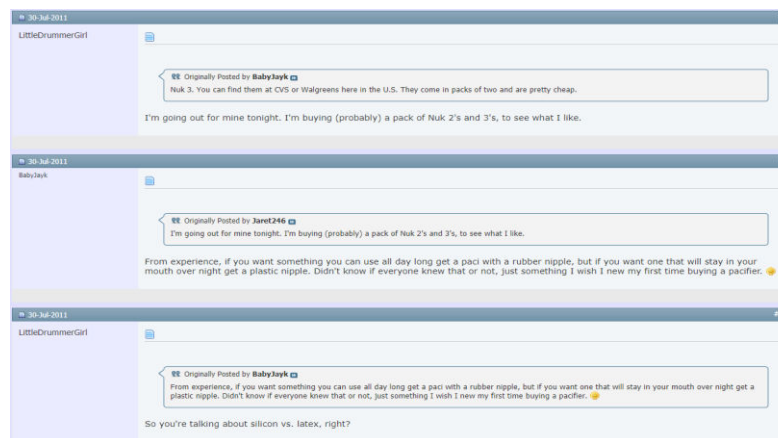 30-Jul-2011
LittleDrummerGirl
Originally Posted by BabyJayk
Nuk 3. You can find them at CVS or Walgreens here in the U.S. They come in packs of two and are pretty cheap.
I'm going out for mine tonight. I'm buying (probably) a pack of Nuk 2's and 3's, to see what I like.
30-Jul-2011
BabyJayk
Originally Posted by Jaret246
I'm going out for mine tonight. I'm buying (probably) a pack of Nuk 2's and 3's, to see what I like.
From experience, if you want something you can use all day long get a paci with a rubber nipple, but if you want one that will stay in your
mouth over night get a plastic nipple. Didn't know if everyone knew that or not, just something I wish I new my first time buying a pacifier.
30-Jul-2011
#
LittleDrummerGirl
Originally Posted by BabyJayk
From experience, if you want something you can use all day long get a paci with a rubber nipple, but if you want one that will stay in your mouth over night get a
plastic nipple. Didn't know if everyone knew that or not, just something I wish I new my first time buying a pacifier.
So you're talking about silicon vs. latex, right?